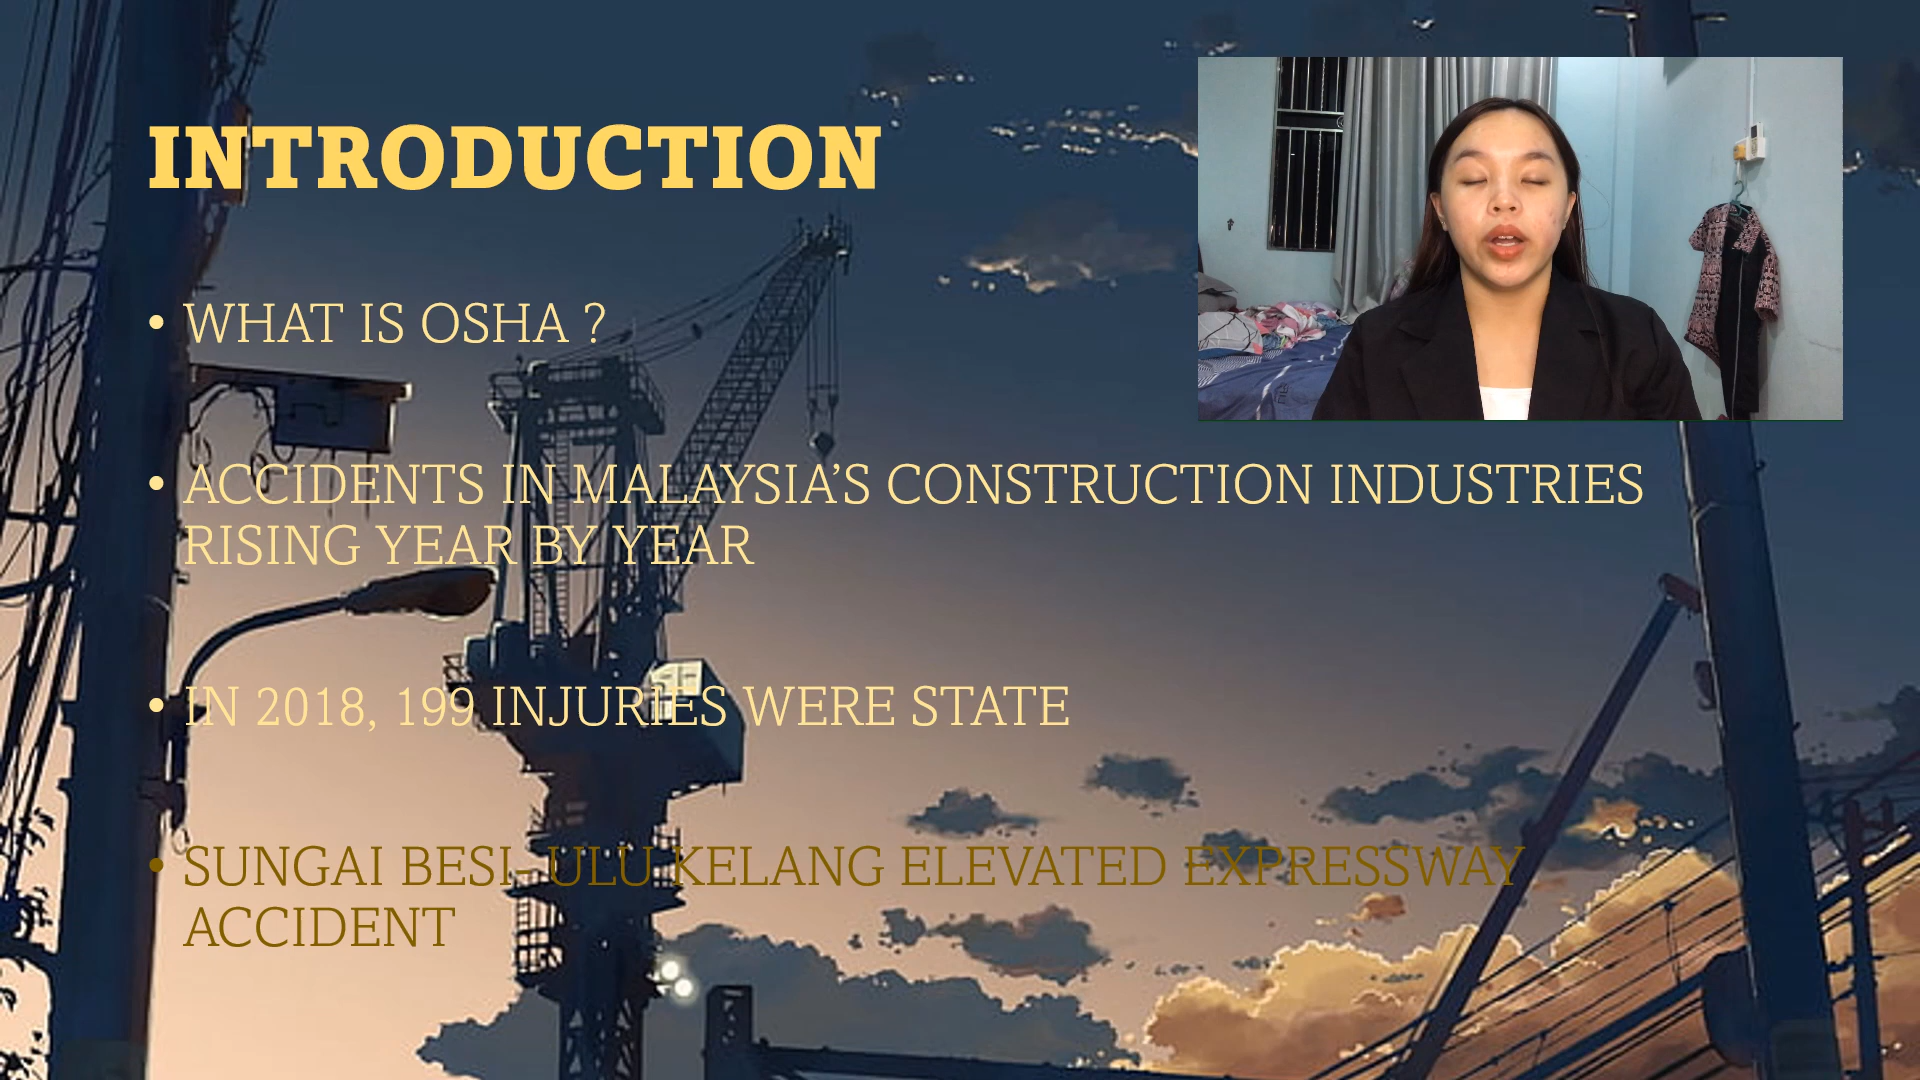 INTRODUCTION
• WHAT IS OSHA ?
• ACCIDENTS IN MALAYSIA’S CONSTRUCTION INDUSTRIES
RISING YEAR BY YEAR
• IN 2018, 199 INJURIES WERE STATE
• SUNGAI BESI- ULU KELANG ELEVATED EXPRESSWAY
ACCIDENT